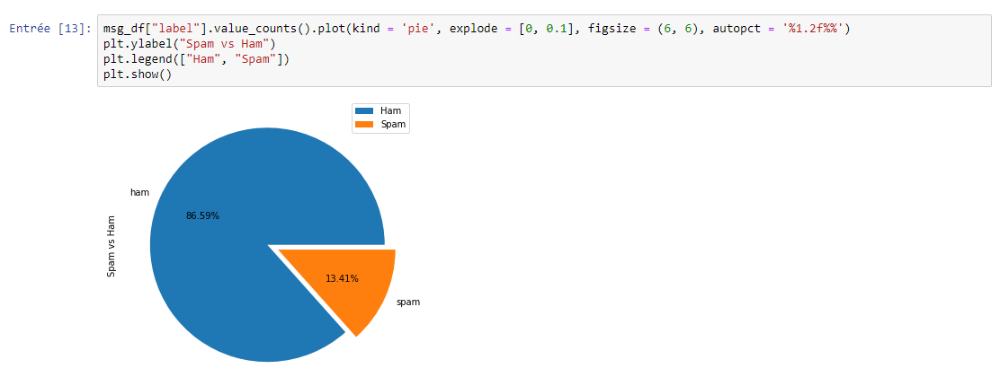 Entrée [13]: msg_df["label"].value_counts().plot(kind = 'pie', explode = [0, 0.1], figsize = (6, 6), autopct = '%1.2f%%')
plt.ylabel("Spam vs Ham")
plt.legend(["Ham", "Spam"])
plt.show()
Ham
Spam
ham
86.59%
Spam vs Ham
13.41%
spam